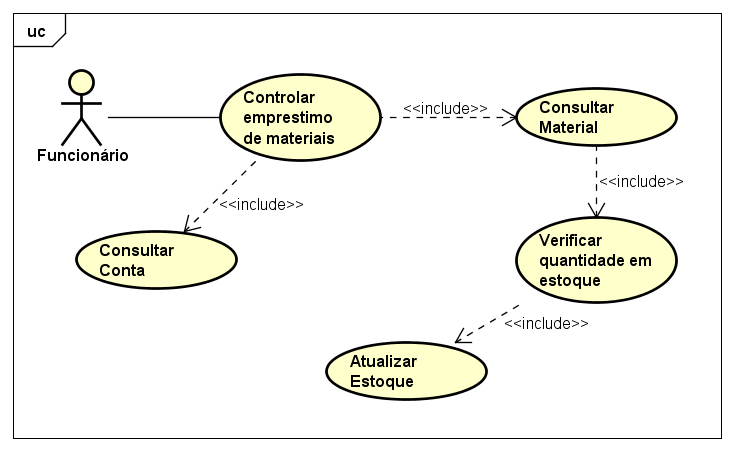 uc
Controlar
emprestimo
de materiais
<<include>>
Consultar
Material
Funcionário
<<include>>
<<include>>
Consultar
Conta
Verificar
quantidade em
estoque
<<include>>
Atualizar
Estoque